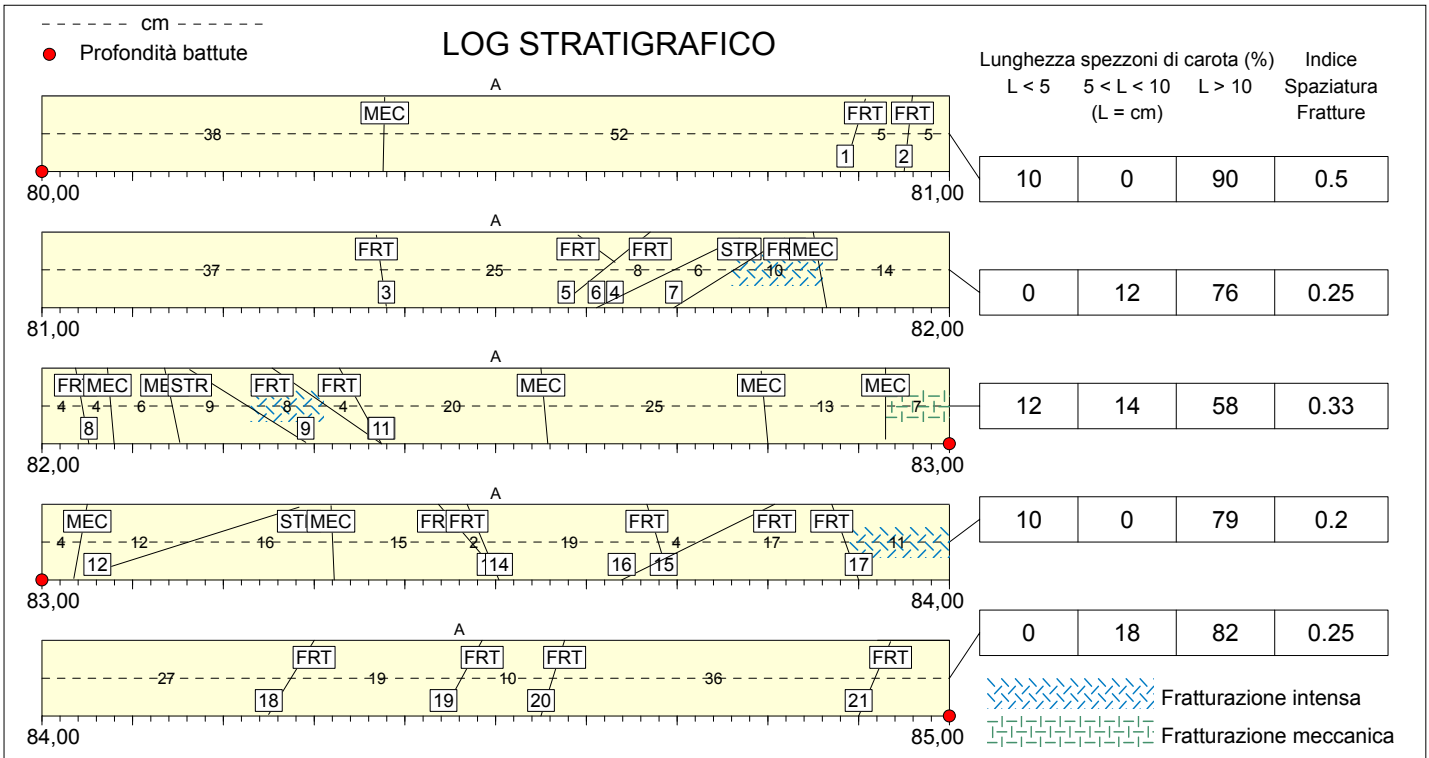 cm
Profondità battute
LOG STRATIGRAFICO
Lunghezza spezzoni di carota (%) Indice
L < 5 5 < L < 10 L > 10 Spaziatura
(L = cm) Fratture
A
MEC FRT FRT
38 52 5 5
1 2
80,00 81,00
10 0 90 0.5
A
FRT FRT FRT STR MEC
37 25 8 6 10 14
3 5 6 4 7
81,00 82,00
0 12 76 0.25
A
MEC STR FRT FRT MEC MEC MEC
4 4 6 9 8 4 20 25 13 7
8 9 11
82,00 83,00
12 14 58 0.33
A
MEC MEC FRT FRT FRT FRT
4 12 16 15 2 19 4 17 11
12 14 16 15 17
83,00 84,00
10 0 79 0.2
A
FRT FRT FRT FRT
27 19 10 36
18 19 20 21
84,00 85,00
0 18 82 0.25
Fratturazione intensa
Fratturazione meccanica